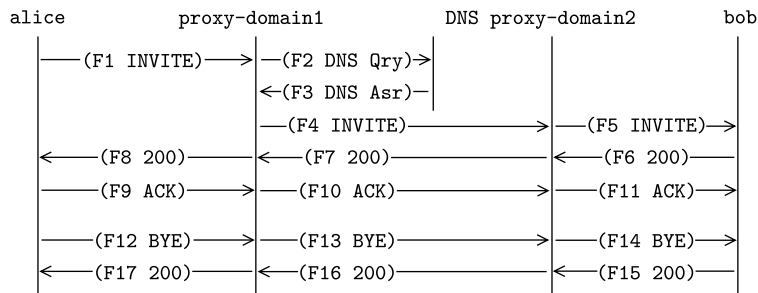 alice proxy-domain1 DNS proxy-domain2 bob
(F1 INVITE) (F2 DNS Qry)
(F3 DNS Asr)
(F4 INVITE) (F5 INVITE)
(F8 200) (F7 200) (F6 200)
(F9 ACK) (F10 ACK) (F11 ACK)
(F12 BYE) (F13 BYE) (F14 BYE)
(F17 200) (F16 200) (F15 200)